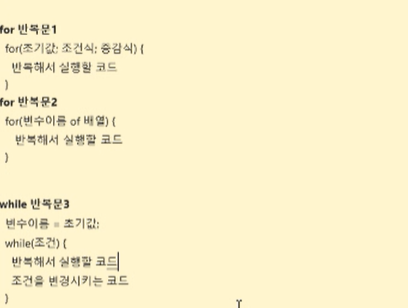 for 반복문1
for(초기값; 조건식; 증감식) {
반복해서 실행할 코드
}
for 반복문2
for(변수이름 of 배열) {
반복해서 실행할 코드
}
while 반복문3
변수이름 = 초기값;
while(조건) {
반복해서 실행할 코드
조건을 변경시키는 코드
}